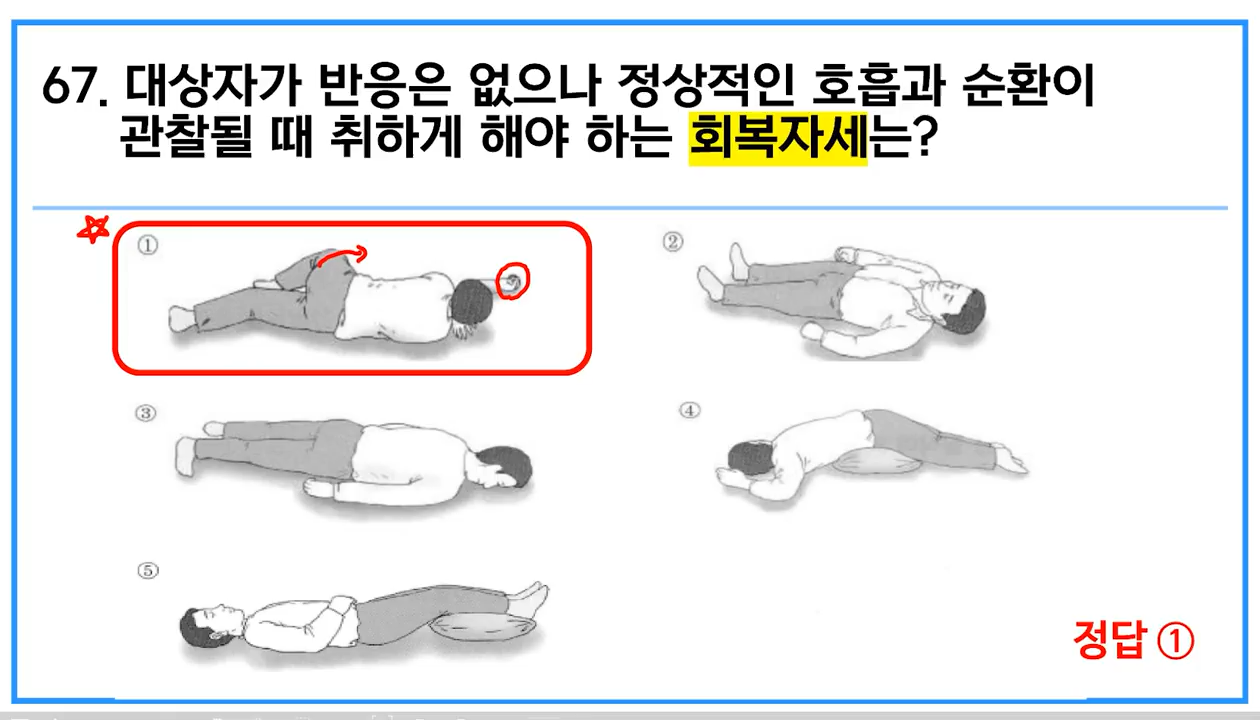 67. 대상자가 반응은 없으나 정상적인 호흡과 순환이
관찰될 때 취하게 해야 하는 회복자세는?
①
②
③
④
⑤
정답 ①